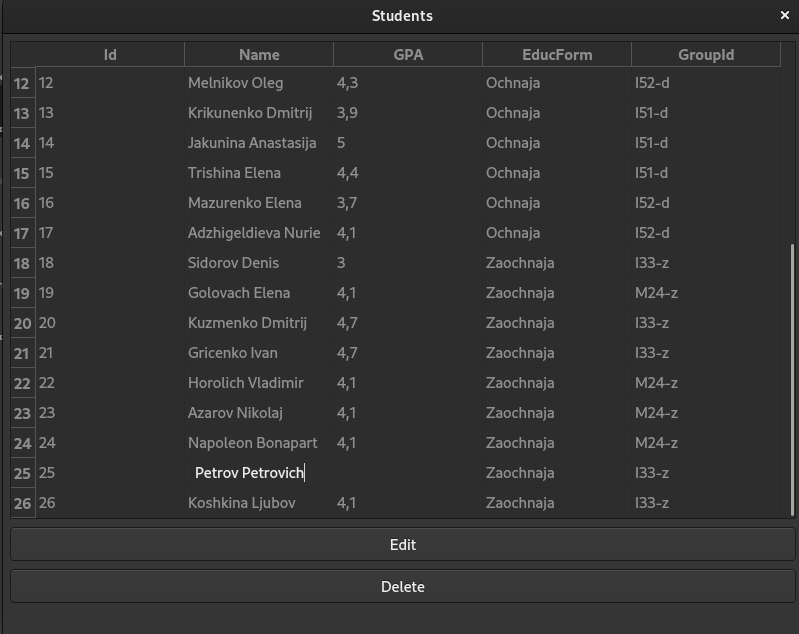 Students ×
Id Name GPA EducForm GroupId
12 12 Melnikov Oleg 4,3 Ochnaja I52-d
13 13 Krikunenko Dmitrij 3,9 Ochnaja I51-d
14 14 Jakunina Anastasija 5 Ochnaja I51-d
15 15 Trishina Elena 4,4 Ochnaja I51-d
16 16 Mazurenko Elena 3,7 Ochnaja I52-d
17 17 Adzhigeldieva Nurie 4,1 Ochnaja I52-d
18 18 Sidorov Denis 3 Zaochnaja I33-z
19 19 Golovach Elena 4,1 Zaochnaja M24-z
20 20 Kuzmenko Dmitrij 4,7 Zaochnaja I33-z
21 21 Gricenko Ivan 4,7 Zaochnaja I33-z
22 22 Horolich Vladimir 4,1 Zaochnaja M24-z
23 23 Azarov Nikolaj 4,1 Zaochnaja M24-z
24 24 Napoleon Bonapart 4,1 Zaochnaja M24-z
25 25 Petrov Petrovich Zaochnaja I33-z
26 26 Koshkina Ljubov 4,1 Zaochnaja I33-z
Edit
Delete